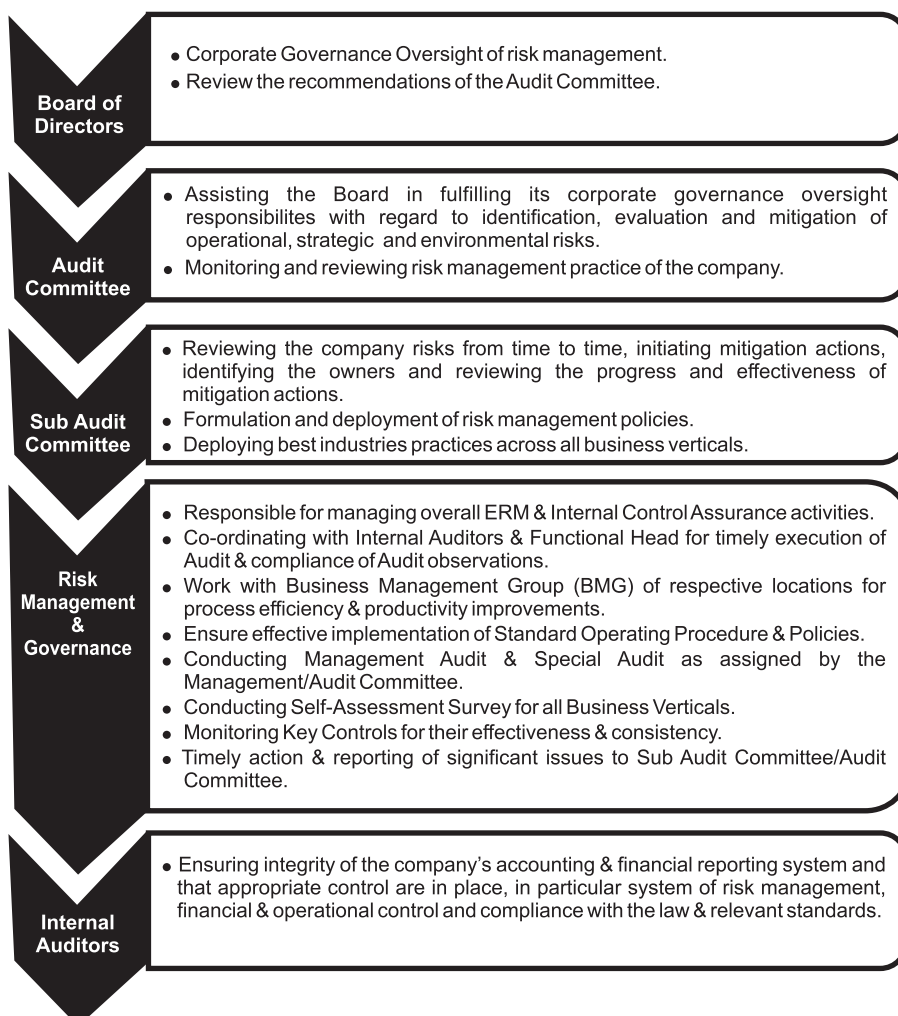 Board of
Directors
● Corporate Governance Oversight of risk management.
● Review the recommendations of the Audit Committee.
Audit
Committee
● Assisting the Board in fulfilling its corporate governance oversight
responsibilites with regard to identification, evaluation and mitigation of
operational, strategic and environmental risks.
● Monitoring and reviewing risk management practice of the company.
Sub Audit
Committee
● Reviewing the company risks from time to time, initiating mitigation actions,
identifying the owners and reviewing the progress and effectiveness of
mitigation actions.
● Formulation and deployment of risk management policies.
● Deploying best industries practices across all business verticals.
Risk
Management
&
Governance
● Responsible for managing overall ERM & Internal Control Assurance activities.
● Co-ordinating with Internal Auditors & Functional Head for timely execution of
Audit & compliance of Audit observations.
● Work with Business Management Group (BMG) of respective locations for
process efficiency & productivity improvements.
● Ensure effective implementation of Standard Operating Procedure & Policies.
● Conducting Management Audit & Special Audit as assigned by the
Management/Audit Committee.
● Conducting Self-Assessment Survey for all Business Verticals.
● Monitoring Key Controls for their effectiveness & consistency.
● Timely action & reporting of significant issues to Sub Audit Committee/Audit
Committee.
Internal
Auditors
● Ensuring integrity of the company's accounting & financial reporting system and
that appropriate control are in place, in particular system of risk management,
financial & operational control and compliance with the law & relevant standards.